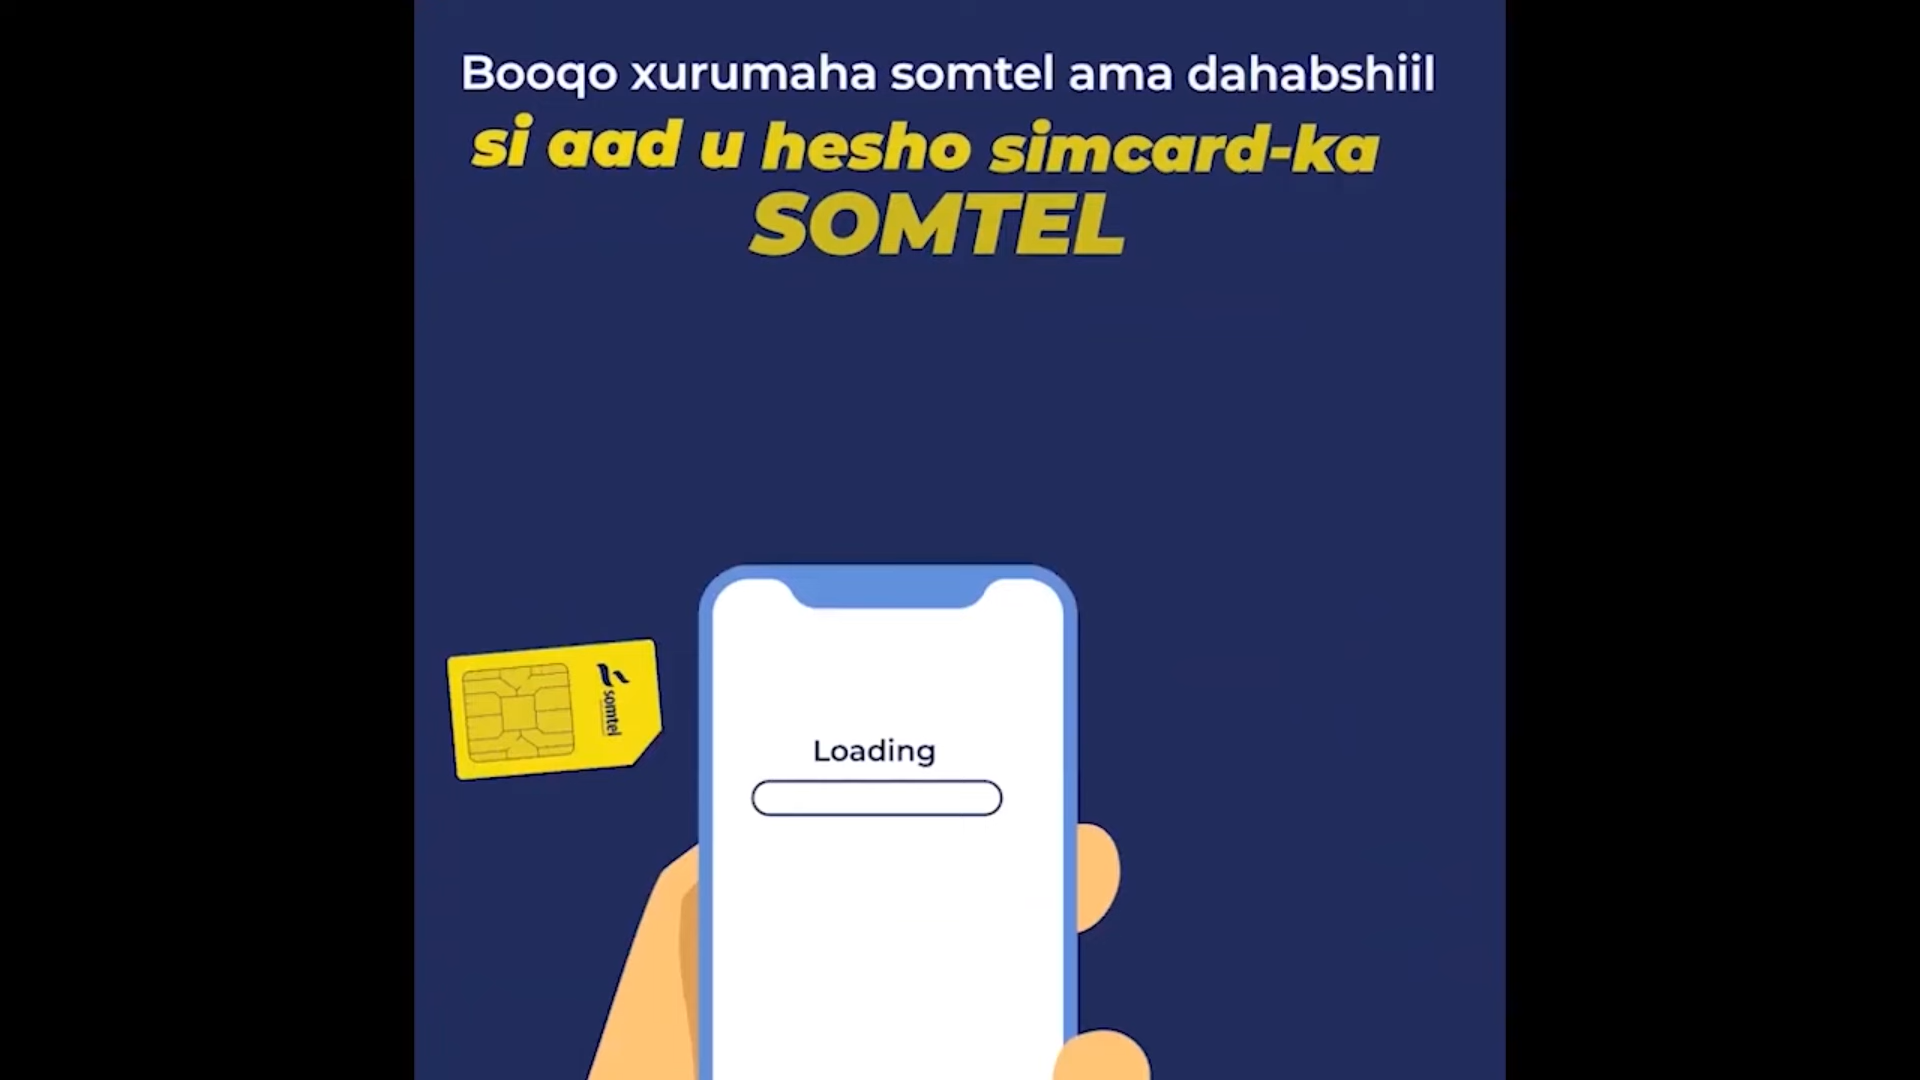 Booqo xurumaha somtel ama dahabshiil
si aad u hesho simcard-ka
SOMTEL
somtel
Loading